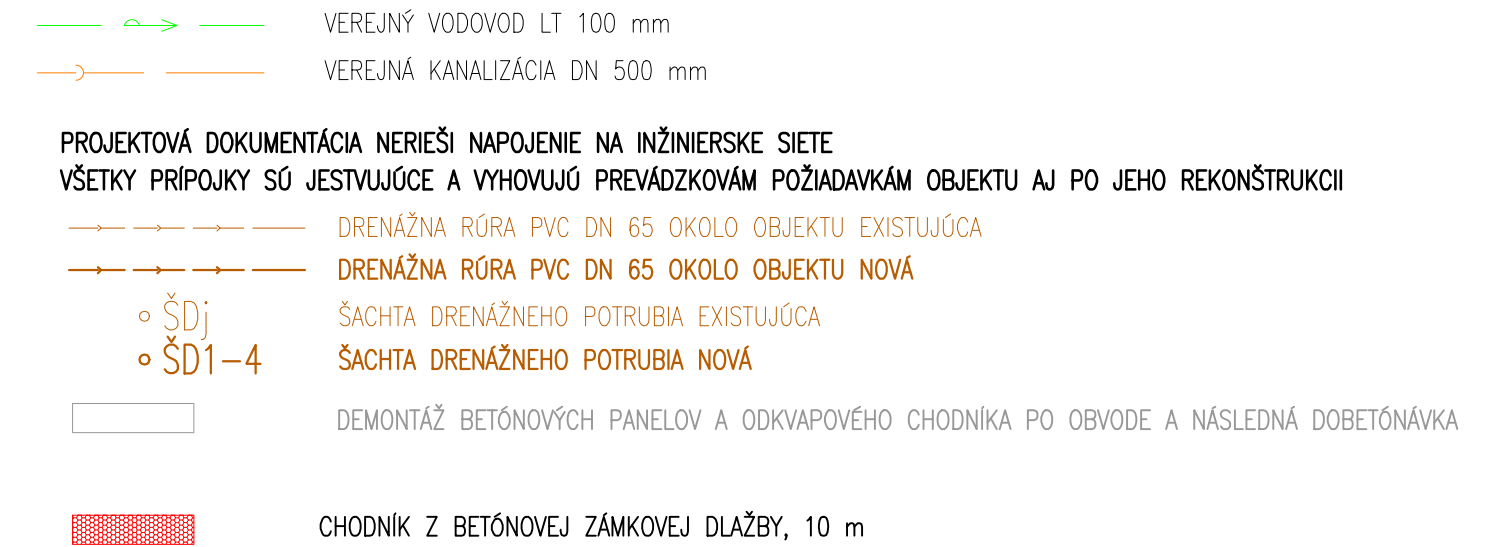 VEREJNÝ VODOVOD LT 100 mm
VEREJNÁ KANALIZÁCIA DN 500 mm
PROJEKTOVÁ DOKUMENTÁCIA NERIEŠI NAPOJENIE NA INŽINIERSKE SIETE
VŠETKY PRÍPOJKY SÚ JESTVUJÚCE A VYHOVUJÚ PREVÁDZKOVÁM POŽIADAVKÁM OBJEKTU AJ PO JEHO REKONŠTRUKCII
DRENÁŽNA RÚRA PVC DN 65 OKOLO OBJEKTU EXISTUJÚCA
DRENÁŽNA RÚRA PVC DN 65 OKOLO OBJEKTU NOVÁ
ŠDj ŠACHTA DRENÁŽNEHO POTRUBIA EXISTUJÚCA
ŠD1-4 ŠACHTA DRENÁŽNEHO POTRUBIA NOVÁ
DEMONTÁŽ BETÓNOVÝCH PANELOV A ODKVAPOVÉHO CHODNÍKA PO OBVODE A NÁSLEDNÁ DOBETÓNÁVKA
CHODNÍK Z BETÓNOVEJ ZÁMKOVEJ DLAŽBY, 10 m